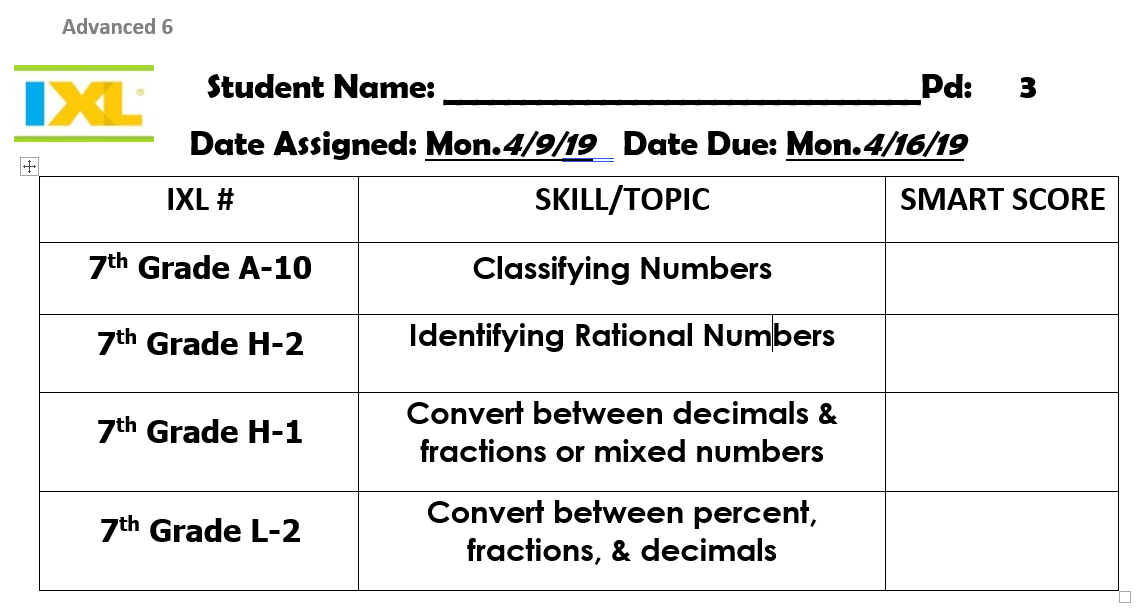 Advanced 6
IXL®
Student Name: ______________________________Pd: 3
Date Assigned: Mon.4/9/19 Date Due: Mon.4/16/19
IXL # SKILL/TOPIC SMART SCORE
7th Grade A-10 Classifying Numbers
7th Grade H-2 Identifying Rational Numbers
7th Grade H-1 Convert between decimals &
fractions or mixed numbers
7th Grade L-2 Convert between percent,
fractions, & decimals